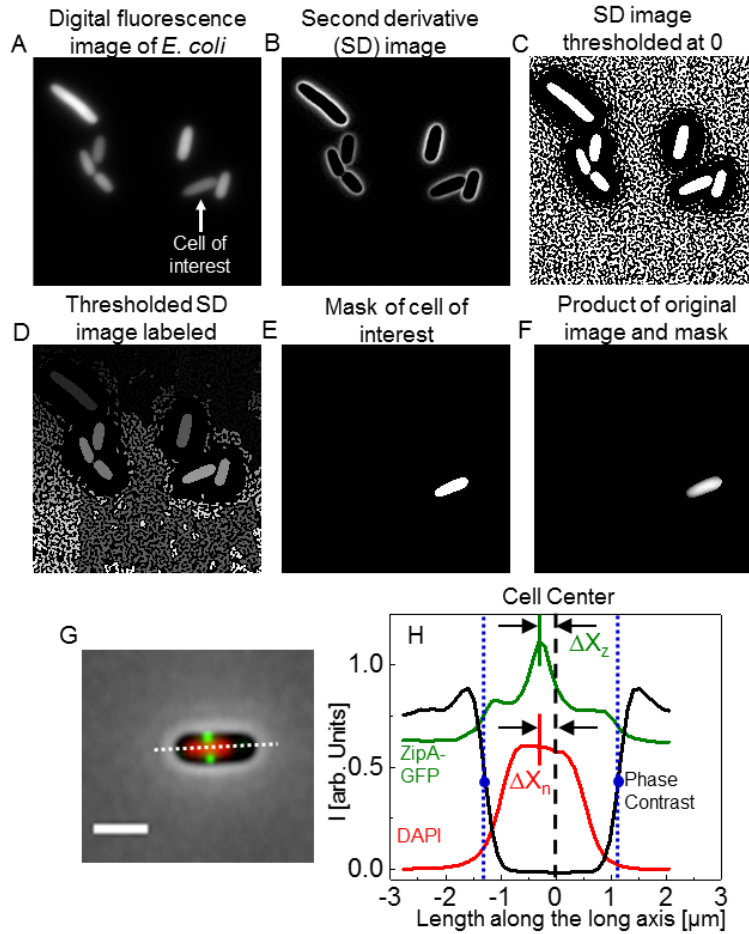 A
Digital fluorescence
image of E. coli
Cell of
interest
B
Second derivative
(SD) image
C
SD image
thresholded at 0
D
Thresholded SD
image labeled
E
Mask of cell of
interest
F
Product of original
image and mask
G
H
Cell Center
ΔXz
ΔXn
ZipA-
GFP
DAPI
Phase
Contrast
I [arb. Units]
1.0
0.5
0.0
-3 -2 -1 0 1 2 3
Length along the long axis [µm]